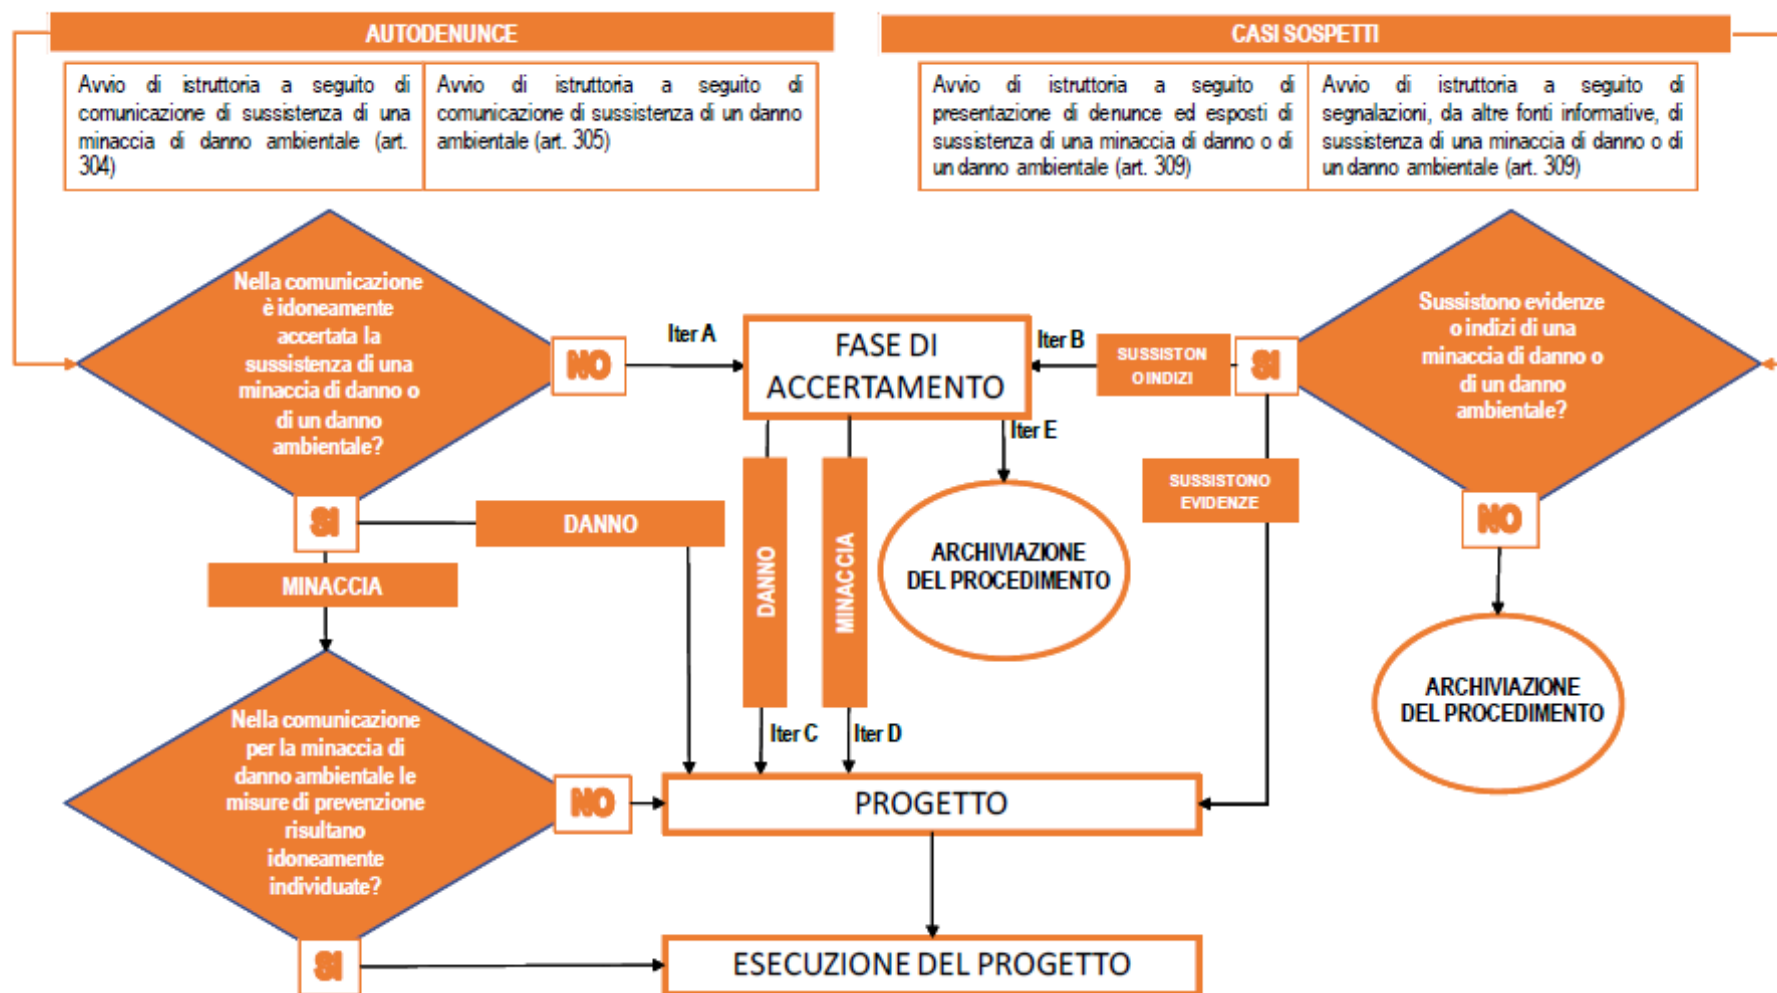 AUTODENUNCE
Avvio di istruttoria a seguito di
comunicazione di sussistenza di una
minaccia di danno ambientale (art.
304)
Avvio di istruttoria a seguito di
comunicazione di sussistenza di un danno
ambientale (art. 305)
CASI SOSPETTI
Avvio di istruttoria a seguito di
presentazione di denunce ed esposti di
sussistenza di una minaccia di danno o di
un danno ambientale (art. 309)
Avvio di istruttoria a seguito di
segnalazioni, da altre fonti informative, di
sussistenza di una minaccia di danno o di
un danno ambientale (art. 309)
Nella comunicazione
è idoneamente
accertata la
sussistenza di una
minaccia di danno o
di un danno
ambientale?
NO
Iter A
FASE DI
ACCERTAMENTO
Iter B
SUSSISTON
O INDIZI
SI
Sussistono evidenze
o indizi di una
minaccia di danno o
di un danno
ambientale?
Iter E
SUSSISTONO
EVIDENZE
SI
DANNO
NO
MINACCIA
DANNO
MINACCIA
ARCHIVIAZIONE
DEL PROCEDIMENTO
ARCHIVIAZIONE
DEL PROCEDIMENTO
Iter C
Iter D
Nella comunicazione
per la minaccia di
danno ambientale le
misure di prevenzione
risultano
idoneamente
individuate?
NO
PROGETTO
SI
ESECUZIONE DEL PROGETTO